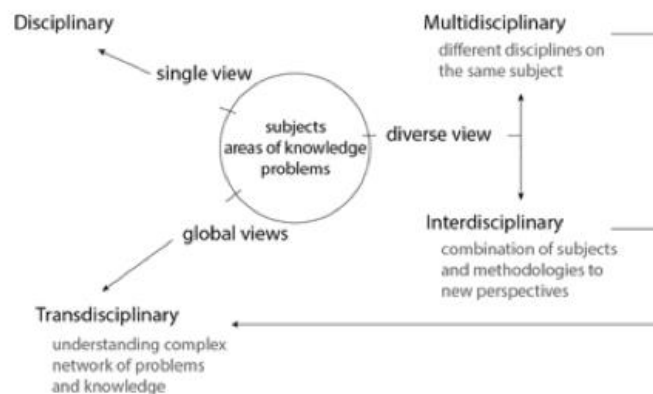 Disciplinary
single view
subjects
areas of knowledge
problems
global views
Transdisciplinary
understanding complex
network of problems
and knowledge
Multidisciplinary
different disciplines on
the same subject
diverse view
Interdisciplinary
combination of subjects
and methodologies to
new perspectives